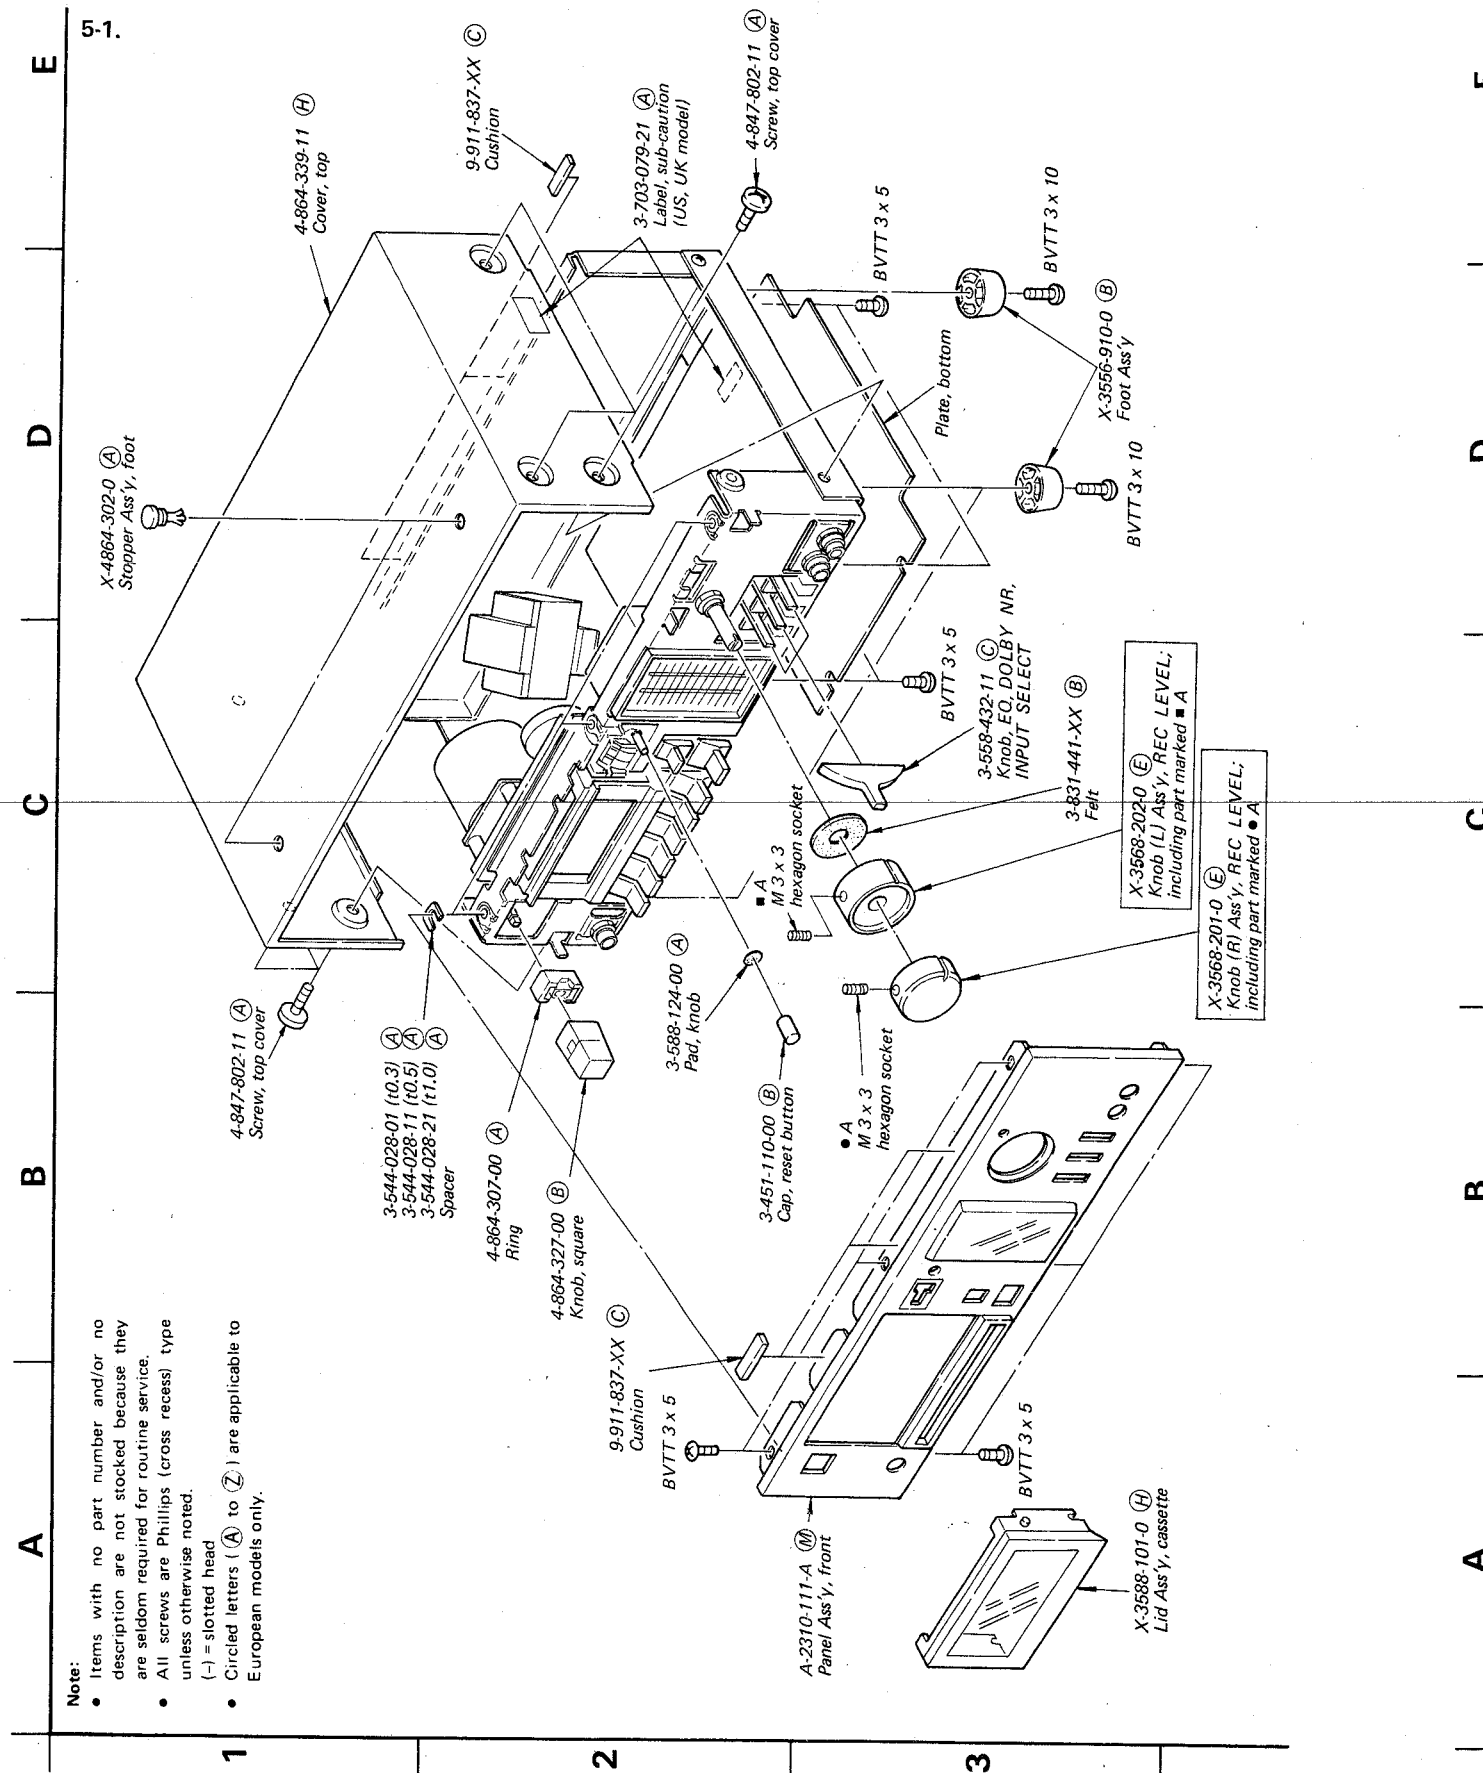 5-1.
Note:
• Items with no part number and/or no
description are not stocked because they
are seldom required for routine service.
• All screws are Phillips (cross recess) type
unless otherwise noted.
(−) = slotted head
• Circled letters (Ⓐ to Ⓩ) are applicable to
European models only.
A
B
C
D
E
1
2
3
X-4864-302-0 Ⓐ
Stopper Ass'y, foot
4-864-339-11 Ⓗ
Cover, top
9-911-837-XX Ⓒ
Cushion
3-703-079-21 Ⓐ
Label, sub-caution
(US, UK model)
4-847-802-11 Ⓐ
Screw, top cover
4-847-802-11 Ⓐ
Screw, top cover
3-544-028-01 (t0.3) Ⓐ
3-544-028-11 (t0.5) Ⓐ
3-544-028-21 (t1.0) Ⓐ
Spacer
4-864-307-00 Ⓐ
Ring
4-864-327-00 Ⓑ
Knob, square
9-911-837-XX Ⓒ
Cushion
BVTT 3 x 5
3-588-124-00 Ⓐ
Pad, knob
3-451-110-00 Ⓑ
Cap, reset button
■ A
M 3 x 3
hexagon socket
● A
M 3 x 3
hexagon socket
BVTT 3 x 5
BVTT 3 x 10
Plate, bottom
X-3556-910-0 Ⓑ
Foot Ass'y
BVTT 3 x 10
BVTT 3 x 5
3-558-432-11 Ⓒ
Knob, EQ, DOLBY NR,
INPUT SELECT
3-831-441-XX Ⓑ
Felt
X-3568-202-0 Ⓔ
Knob (L) Ass'y, REC LEVEL;
including part marked ■ A
X-3568-201-0 Ⓔ
Knob (R) Ass'y, REC LEVEL;
including part marked ● A
A-2310-111-A Ⓜ
Panel Ass'y, front
BVTT 3 x 5
X-3588-101-0 Ⓗ
Lid Ass'y, cassette
A
B
C
D